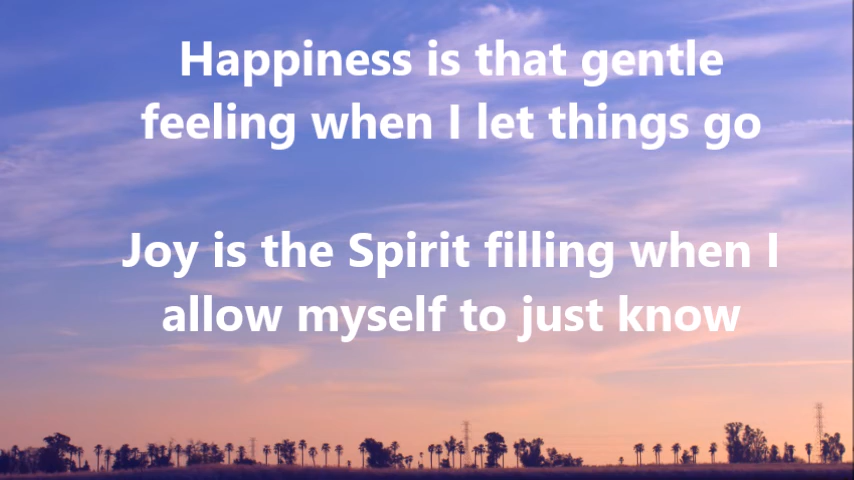 Happiness is that gentle
feeling when I let things go
Joy is the Spirit filling when I
allow myself to just know